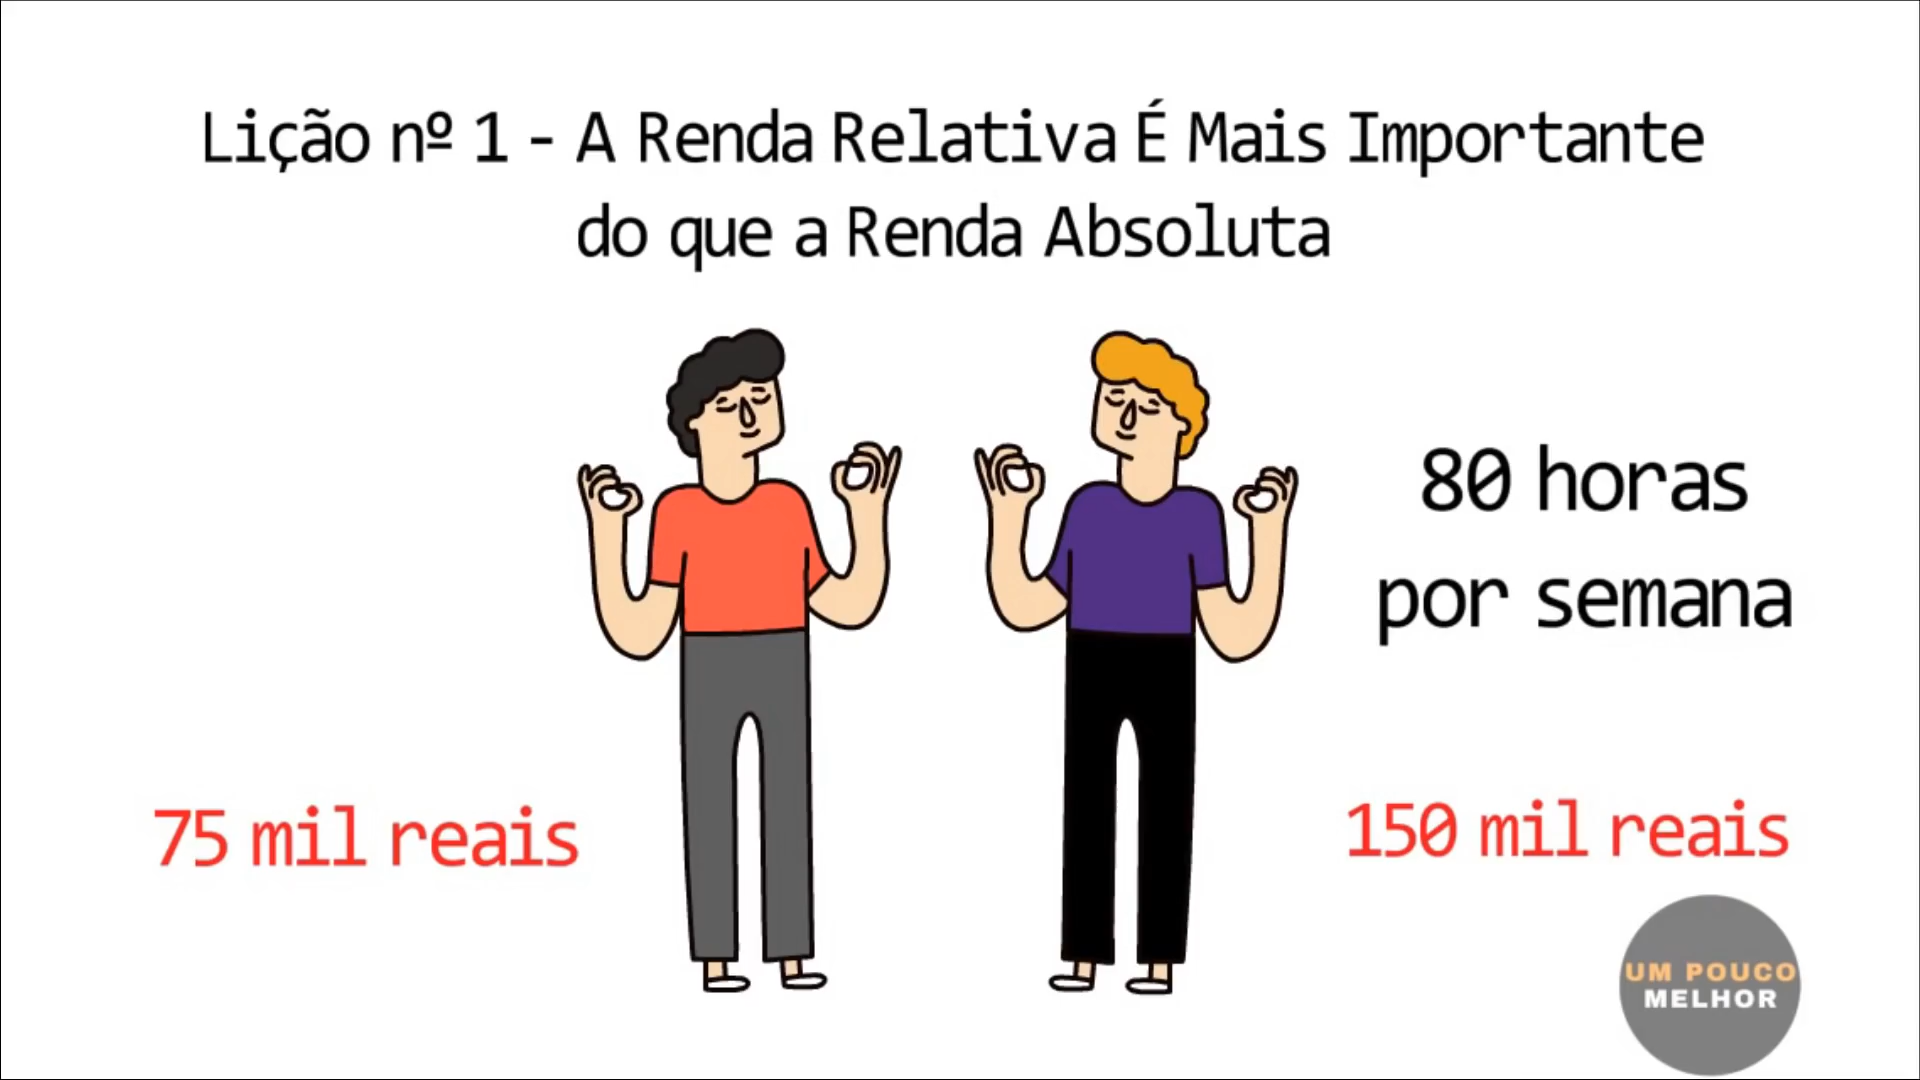 Lição nº 1 - A Renda Relativa É Mais Importante
do que a Renda Absoluta
80 horas
por semana
75 mil reais
150 mil reais
UM POUCO
MELHOR